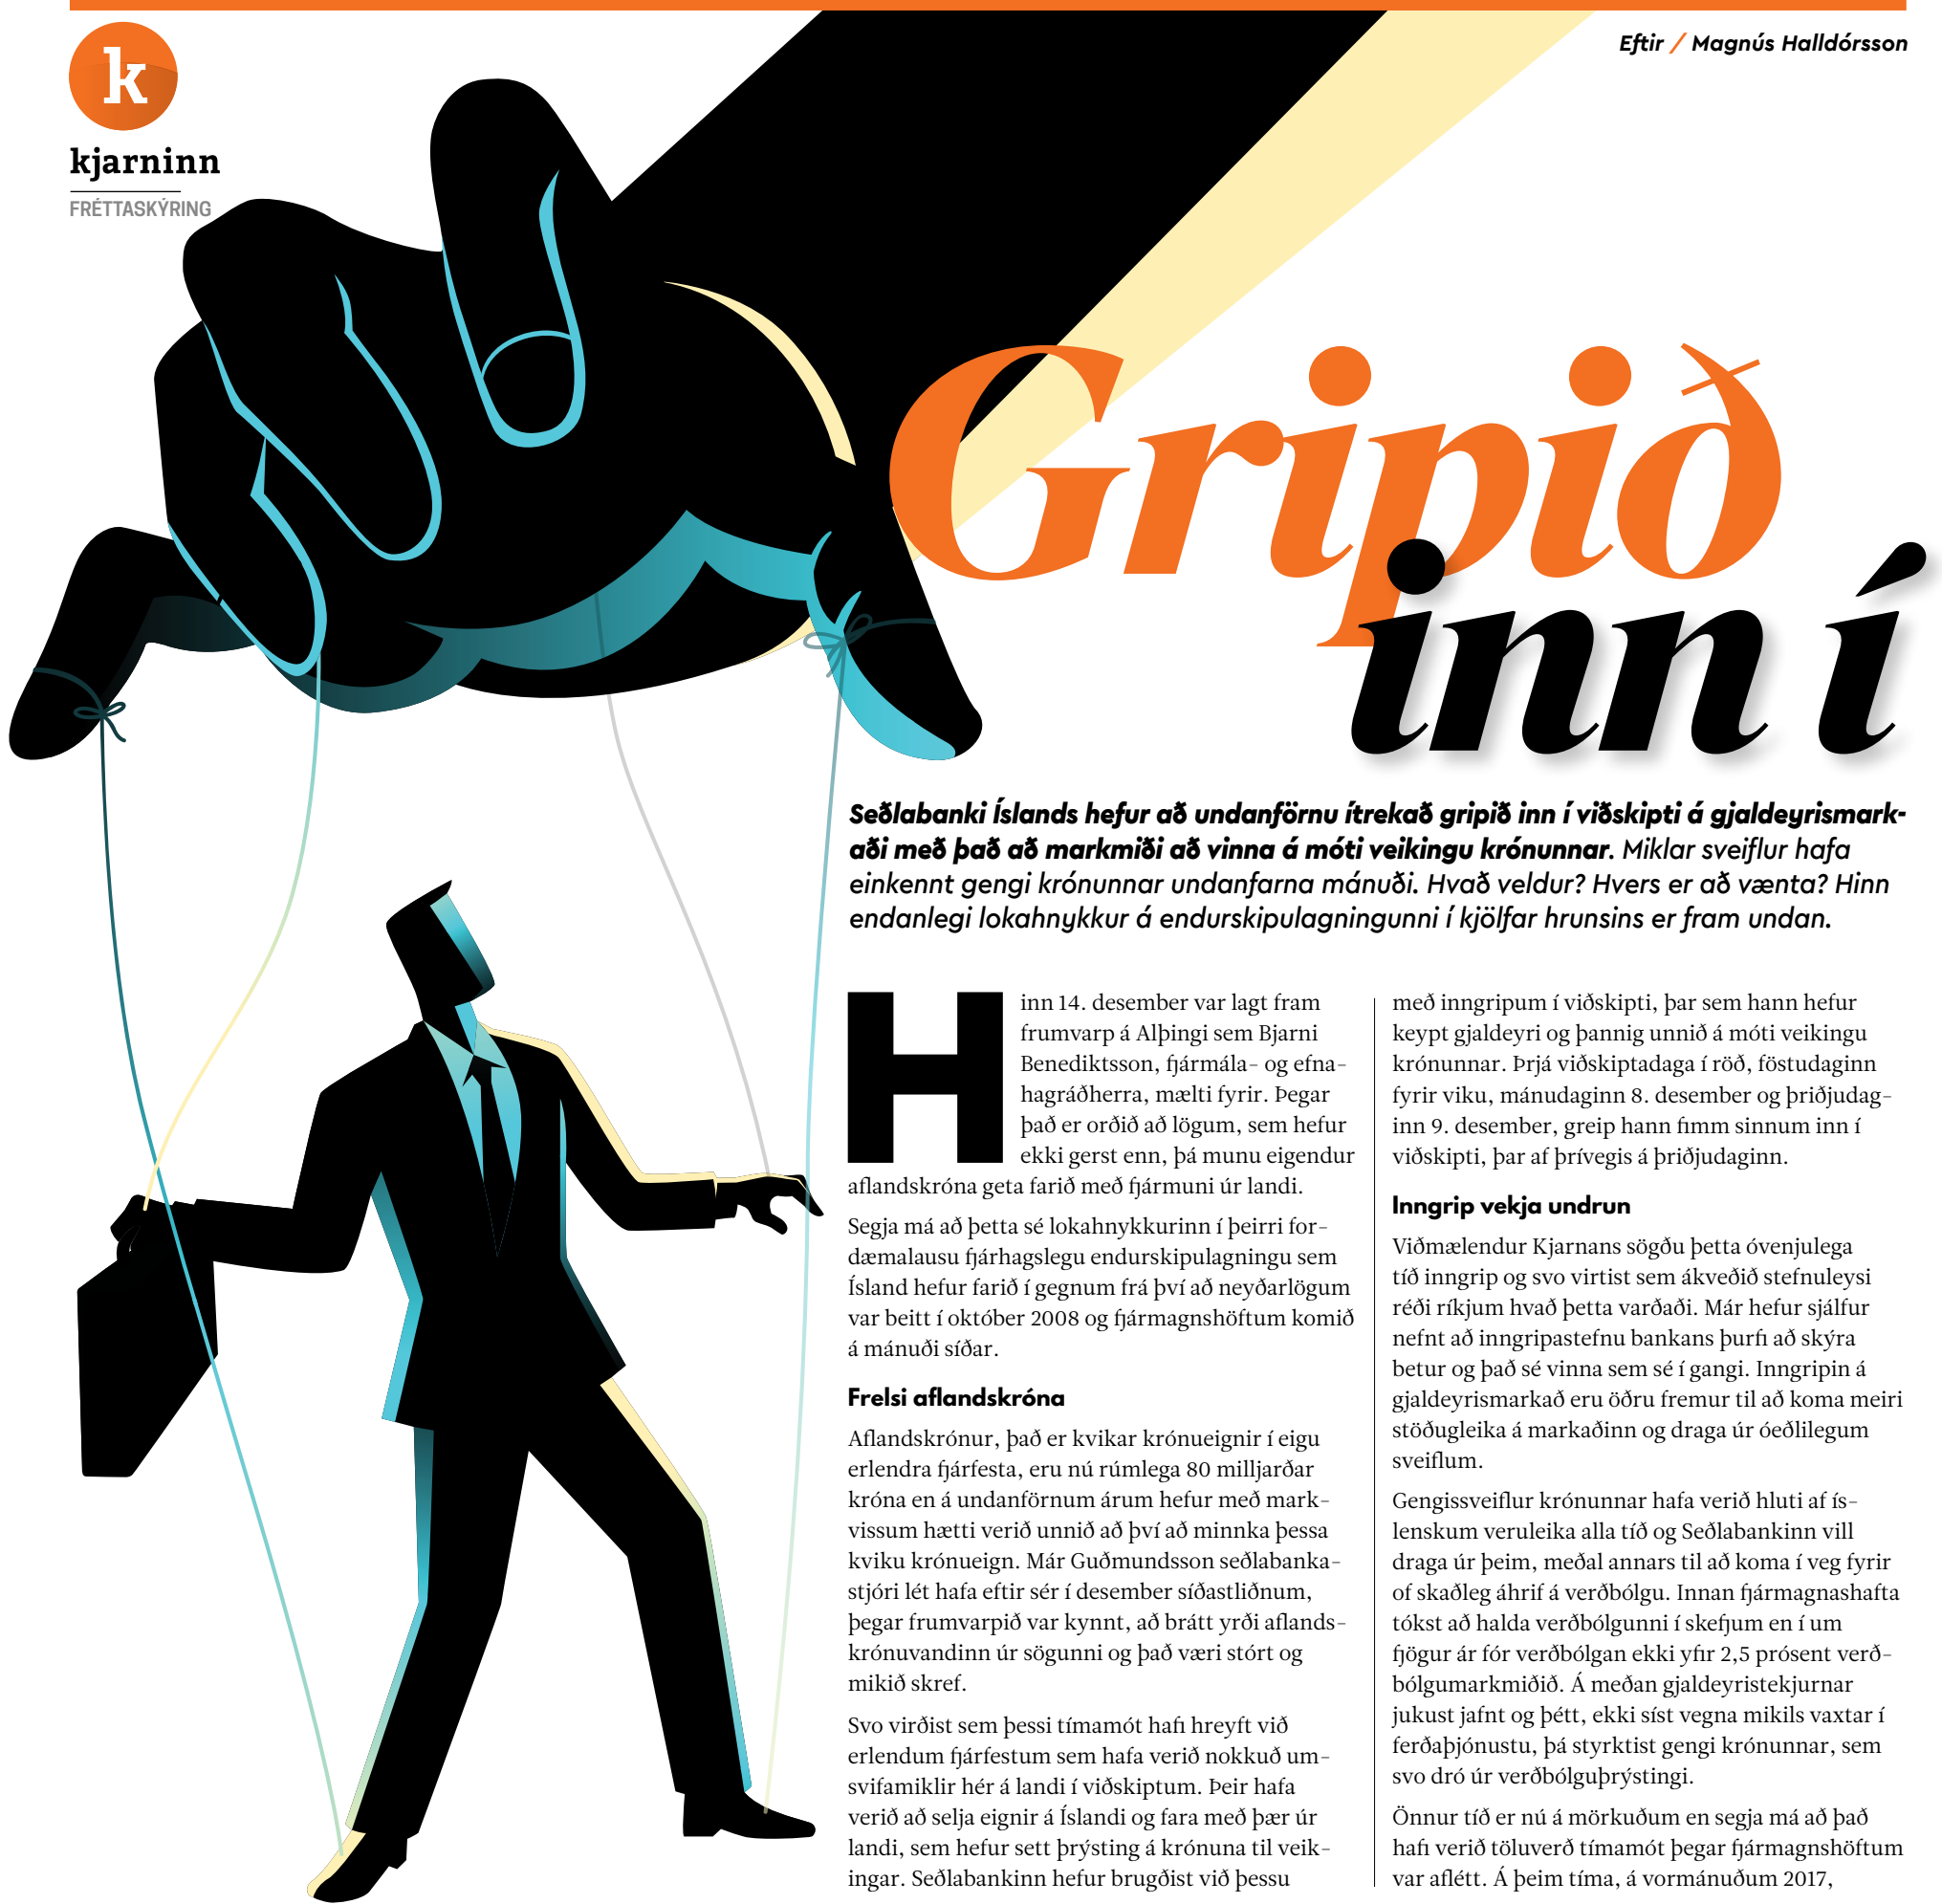 Eftir / Magnús Halldórsson
k
kjarninn
FRÉTTASKÝRING
Gripið
inn í
Seðlabanki Íslands hefur að undanförnu ítrekað gripið inn í viðskipti á gjaldeyrismark-
aði með það að markmiði að vinna á móti veikingu krónunnar. Miklar sveiflur hafa
einkennt gengi krónunnar undanfarna mánuði. Hvað veldur? Hvers er að vænta? Hinn
endanlegi lokahnykkur á endurskipulagningunni í kjölfar hrunsins er fram undan.
Hinn 14. desember var lagt fram
frumvarp á Alþingi sem Bjarni
Benediktsson, fjármála- og efna-
hagráðherra, mælti fyrir. Þegar
það er orðið að lögum, sem hefur
ekki gerst enn, þá munu eigendur
aflandskróna geta farið með fjármuni úr landi.
Segja má að þetta sé lokahnykkurinn í þeirri for-
dæmalausu fjárhagslegu endurskipulagningu sem
Ísland hefur farið í gegnum frá því að neyðarlögum
var beitt í október 2008 og fjármagnshöftum komið
á mánuði síðar.
Frelsi aflandskróna
Aflandskrónur, það er kvikar krónueignir í eigu
erlendra fjárfesta, eru nú rúmlega 80 milljarðar
króna en á undanförnum árum hefur með mark-
vissum hætti verið unnið að því að minnka þessa
kviku krónueign. Már Guðmundsson seðlabanka-
stjóri lét hafa eftir sér í desember síðastliðnum,
þegar frumvarpið var kynnt, að brátt yrði aflands-
krónuvandinn úr sögunni og það væri stórt og
mikið skref.
Svo virðist sem þessi tímamót hafi hreyft við
erlendum fjárfestum sem hafa verið nokkuð um-
svifamiklir hér á landi í viðskiptum. Þeir hafa
verið að selja eignir á Íslandi og fara með þær úr
landi, sem hefur sett þrýsting á krónuna til veik-
ingar. Seðlabankinn hefur brugðist við þessu
með inngripum í viðskipti, þar sem hann hefur
keypt gjaldeyri og þannig unnið á móti veikingu
krónunnar. Þrjá viðskiptadaga í röð, föstudaginn
fyrir viku, mánudaginn 8. desember og þriðjudag-
inn 9. desember, greip hann fimm sinnum inn í
viðskipti, þar af þrívegis á þriðjudaginn.
Inngrip vekja undrun
Viðmælendur Kjarnans sögðu þetta óvenjulega
tíð inngrip og svo virtist sem ákveðið stefnuleysi
réði ríkjum hvað þetta varðaði. Már hefur sjálfur
nefnt að inngripastefnu bankans þurfi að skýra
betur og það sé vinna sem sé í gangi. Inngripin á
gjaldeyrismarkað eru öðru fremur til að koma meiri
stöðugleika á markaðinn og draga úr óeðlilegum
sveiflum.
Gengissveiflur krónunnar hafa verið hluti af ís-
lenskum veruleika alla tíð og Seðlabankinn vill
draga úr þeim, meðal annars til að koma í veg fyrir
of skaðleg áhrif á verðbólgu. Innan fjármagnashafta
tókst að halda verðbólgunni í skefjum en í um
fjögur ár fór verðbólgan ekki yfir 2,5 prósent verð-
bólgumarkmiðið. Á meðan gjaldeyristekjurnar
jukust jafnt og þétt, ekki síst vegna mikils vaxtar í
ferðaþjónustu, þá styrktist gengi krónunnar, sem
svo dró úr verðbólguþrýstingi.
Önnur tíð er nú á mörkuðum en segja má að það
hafi verið töluverð tímamót þegar fjármagnshöftum
var aflétt. Á þeim tíma, á vormánuðum 2017,